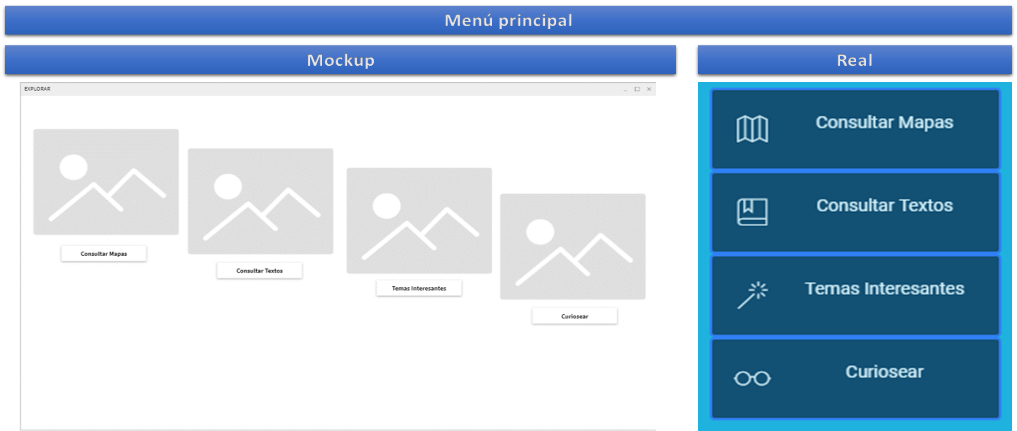 Menú principal
Mockup
Real
EXPLORAR
Consultar Mapas
Consultar Textos
Temas Interesantes
Curiosear
Consultar Mapas
Consultar Textos
Temas Interesantes
Curiosear